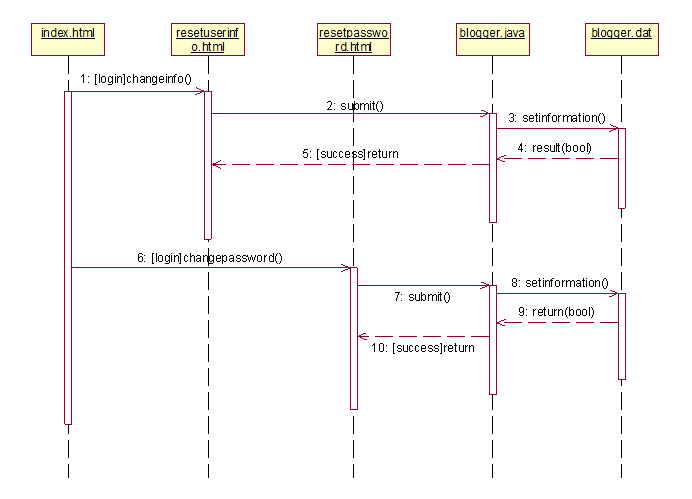 index.html
resetuserinf
o.html
resetpasswo
rd.html
blogger.java
blogger.dat
1: [login]changeinfo()
2: submit()
3: setinformation()
4: result(bool)
5: [success]return
6: [login]changepassword()
7: submit()
8: setinformation()
9: return(bool)
10: [success]return